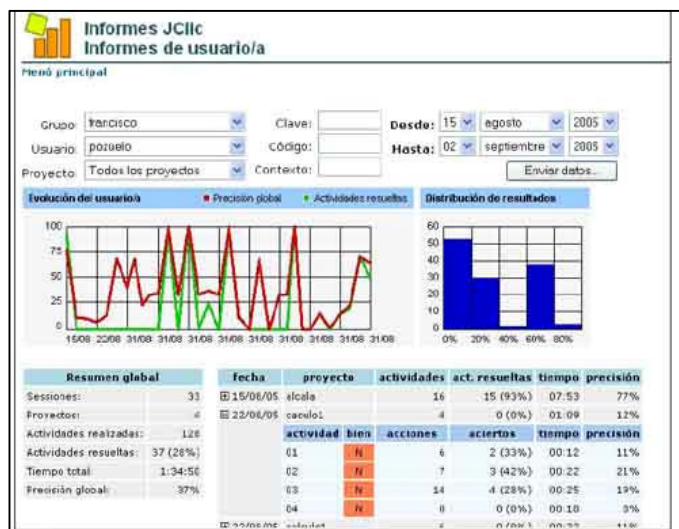 Informes JClic
Informes de usuario/a
Menú principal
Grupo: francisco Clave: Desde: 15 agosto 2005
Usuario: pozuelo Código: Hasta: 02 septiembre 2005
Proyecto: Todos los proyectos Contexto: Enviar datos...
Evolución del usuario/a Precisión global Actividades resueltas Distribución de resultados
100
75
50
25
0
15/08 22/08 31/08 31/08 31/08 31/08 31/08 31/08 31/08 31/08
60
50
40
30
20
10
0
0% 20% 40% 60% 80%
Resumen global
Sessiones: 33
Proyectos: 4
Actividades realizadas: 128
Actividades resueltas: 37 (28%)
Tiempo total: 1:34:50
Precisión global: 37%
fecha proyecto actividades act. resueltas tiempo precisión
15/08/05 alcala 16 15 (93%) 07:53 77%
22/08/05 caculo1 4 0 (0%) 01:09 12%
actividad bien acciones aciertos tiempo precisión
01 N 6 2 (33%) 00:12 11%
02 N 7 3 (42%) 00:22 21%
03 N 14 4 (28%) 00:25 19%
04 N 0 (0%) 00:10